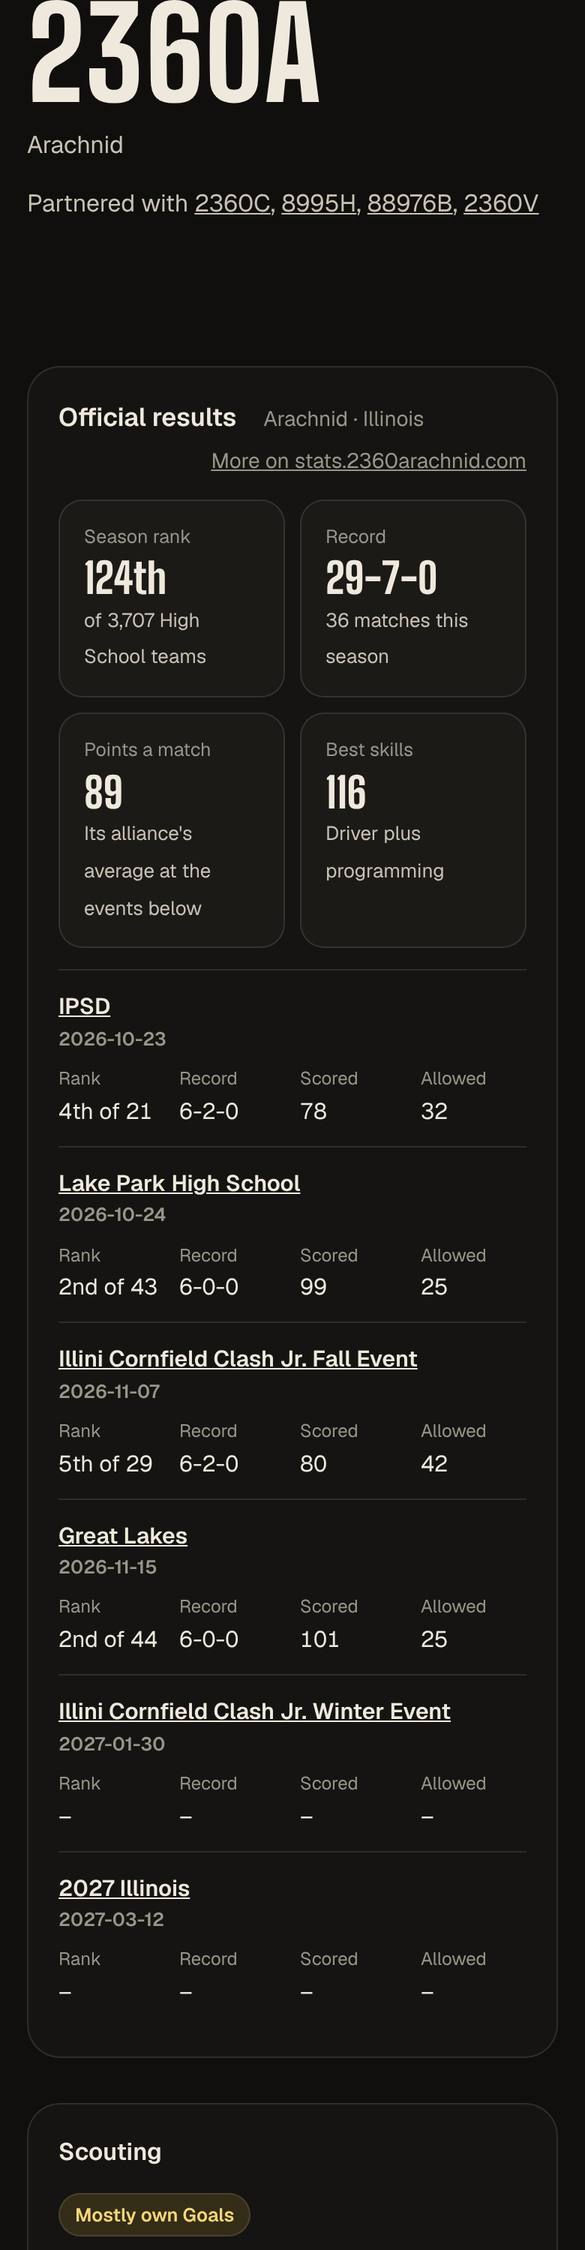 2360A
Arachnid
Partnered with 2360C, 8995H, 88976B, 2360V
Official results Arachnid · Illinois
More on stats.2360arachnid.com
Season rank
124th
of 3,707 High
School teams
Record
29-7-0
36 matches this
season
Points a match
89
Its alliance's
average at the
events below
Best skills
116
Driver plus
programming
IPSD
2026-10-23
Rank Record Scored Allowed
4th of 21 6-2-0 78 32
Lake Park High School
2026-10-24
Rank Record Scored Allowed
2nd of 43 6-0-0 99 25
Illini Cornfield Clash Jr. Fall Event
2026-11-07
Rank Record Scored Allowed
5th of 29 6-2-0 80 42
Great Lakes
2026-11-15
Rank Record Scored Allowed
2nd of 44 6-0-0 101 25
Illini Cornfield Clash Jr. Winter Event
2027-01-30
Rank Record Scored Allowed
– – – –
2027 Illinois
2027-03-12
Rank Record Scored Allowed
– – – –
Scouting
Mostly own Goals